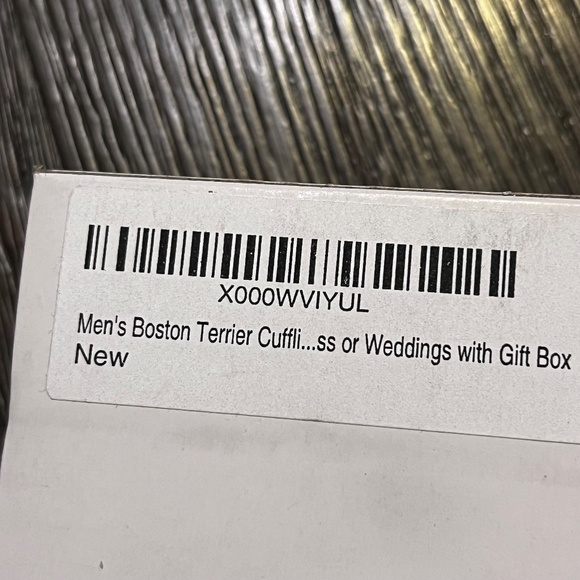 X000WVIYUL
Men's Boston Terrier Cuffli...ss or Weddings with Gift Box
New